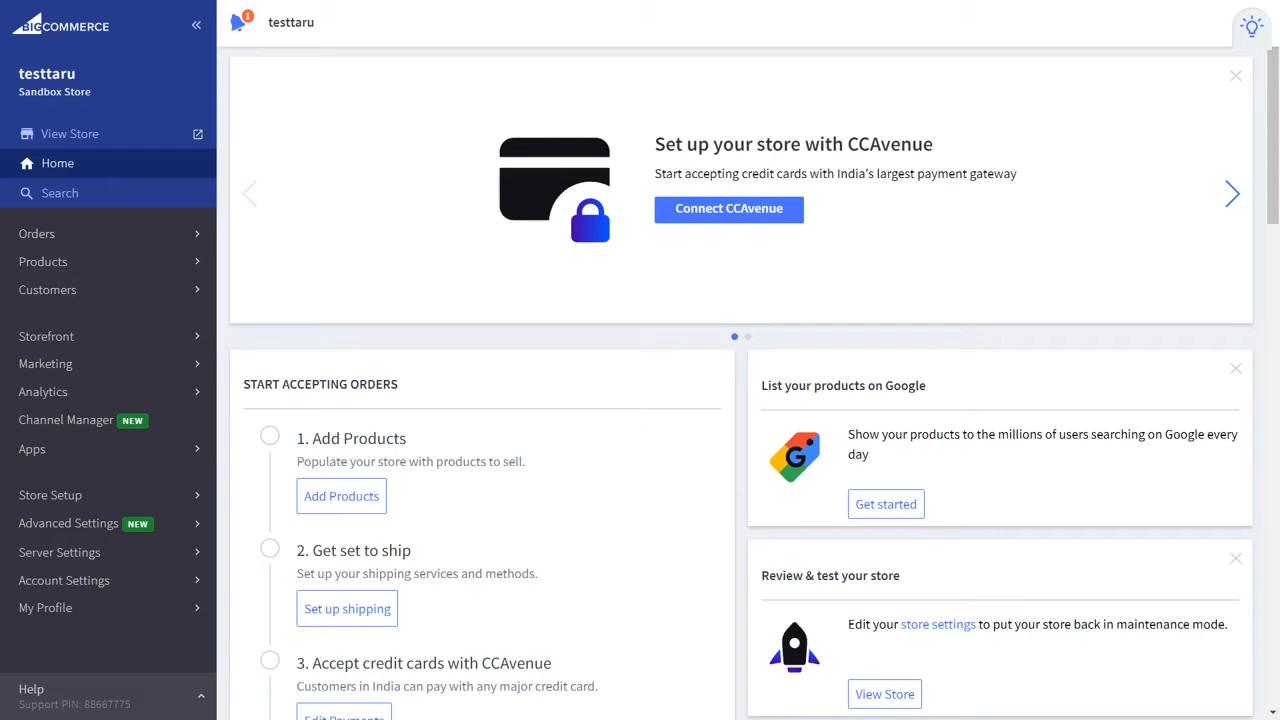 BIGCOMMERCE
testtaru
Sandbox Store
View Store
Home
Search
Orders
Products
Customers
Storefront
Marketing
Analytics
Channel Manager NEW
Apps
Store Setup
Advanced Settings NEW
Server Settings
Account Settings
My Profile
Help
Support PIN: 88667775
1
testtaru
Set up your store with CCAvenue
Start accepting credit cards with India's largest payment gateway
Connect CCAvenue
START ACCEPTING ORDERS
1. Add Products
Populate your store with products to sell.
Add Products
2. Get set to ship
Set up your shipping services and methods.
Set up shipping
3. Accept credit cards with CCAvenue
Customers in India can pay with any major credit card.
Edit Payments
List your products on Google
Show your products to the millions of users searching on Google every
day
G
Get started
Review & test your store
Edit your store settings to put your store back in maintenance mode.
View Store